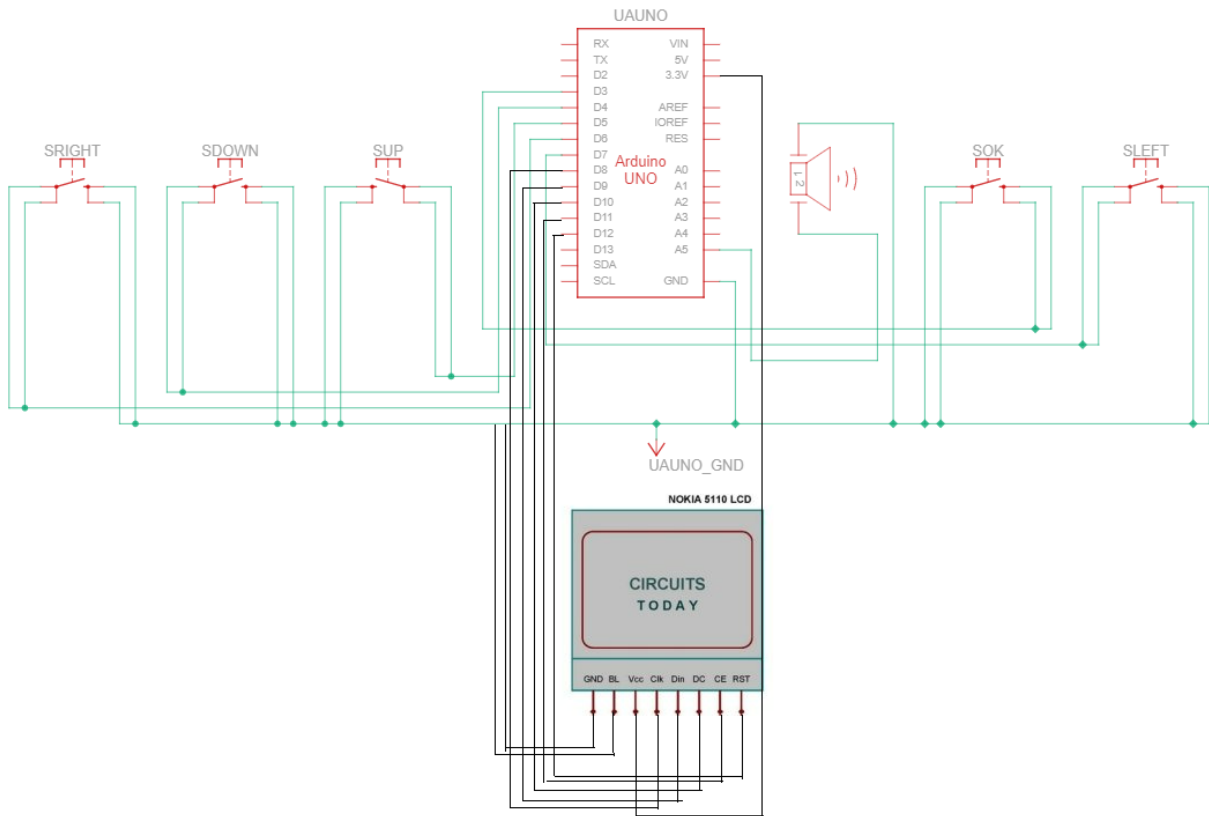 UAUNO
RX VIN
TX 5V
D2 3.3V
D3
D4 AREF
D5 IOREF
D6 RES
D7
D8 A0
D9 A1
D10 A2
D11 A3
D12 A4
D13 A5
SDA
SCL GND
Arduino
UNO
SRIGHT SDOWN SUP SOK SLEFT
1 2
UAUNO_GND
NOKIA 5110 LCD
CIRCUITS
TODAY
GND BL Vcc Clk Din DC CE RST